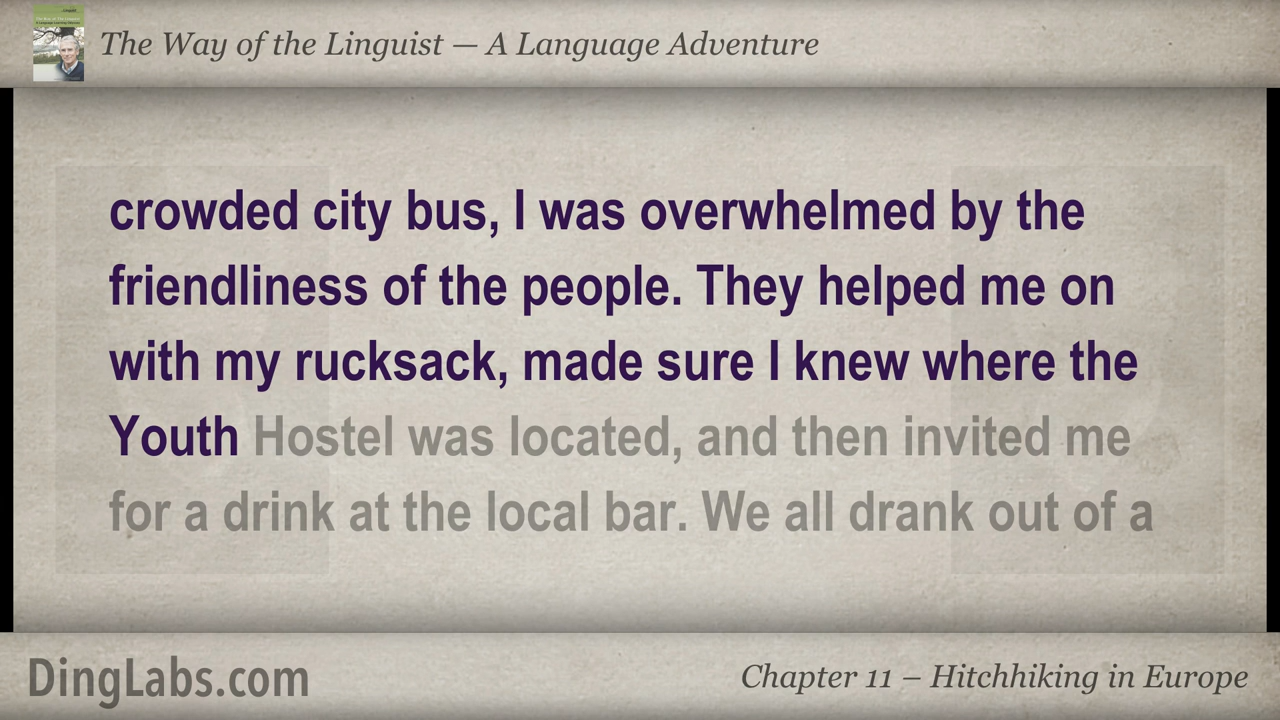 The Way of the Linguist — A Language Adventure
crowded city bus, I was overwhelmed by the
friendliness of the people. They helped me on
with my rucksack, made sure I knew where the
Youth Hostel was located, and then invited me
for a drink at the local bar. We all drank out of a
DingLabs.com
Chapter 11 – Hitchhiking in Europe